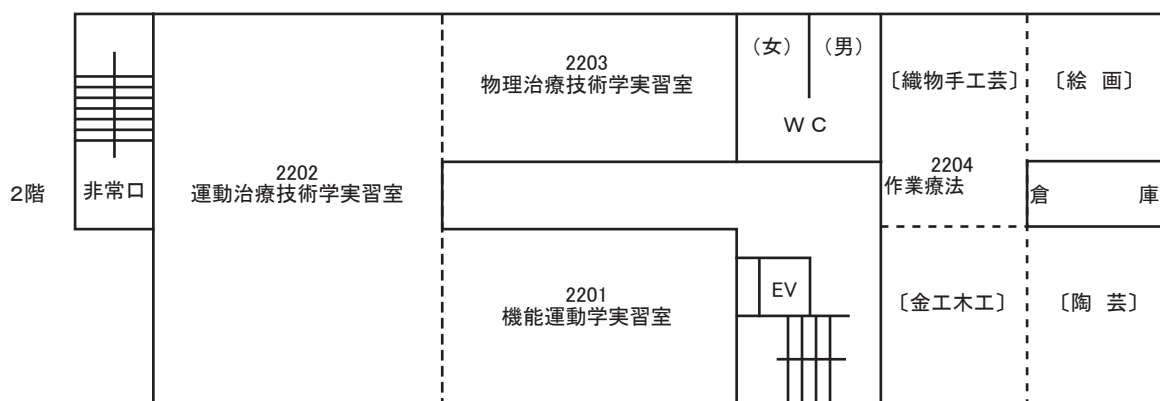 2203
物理治療技術学実習室
（女）
（男）
ＷＣ
〔織物手工芸〕
〔絵 画〕
2階
非常口
2202
運動治療技術学実習室
2204
作業療法
倉 庫
2201
機能運動学実習室
EV
〔金工木工〕
〔陶 芸〕